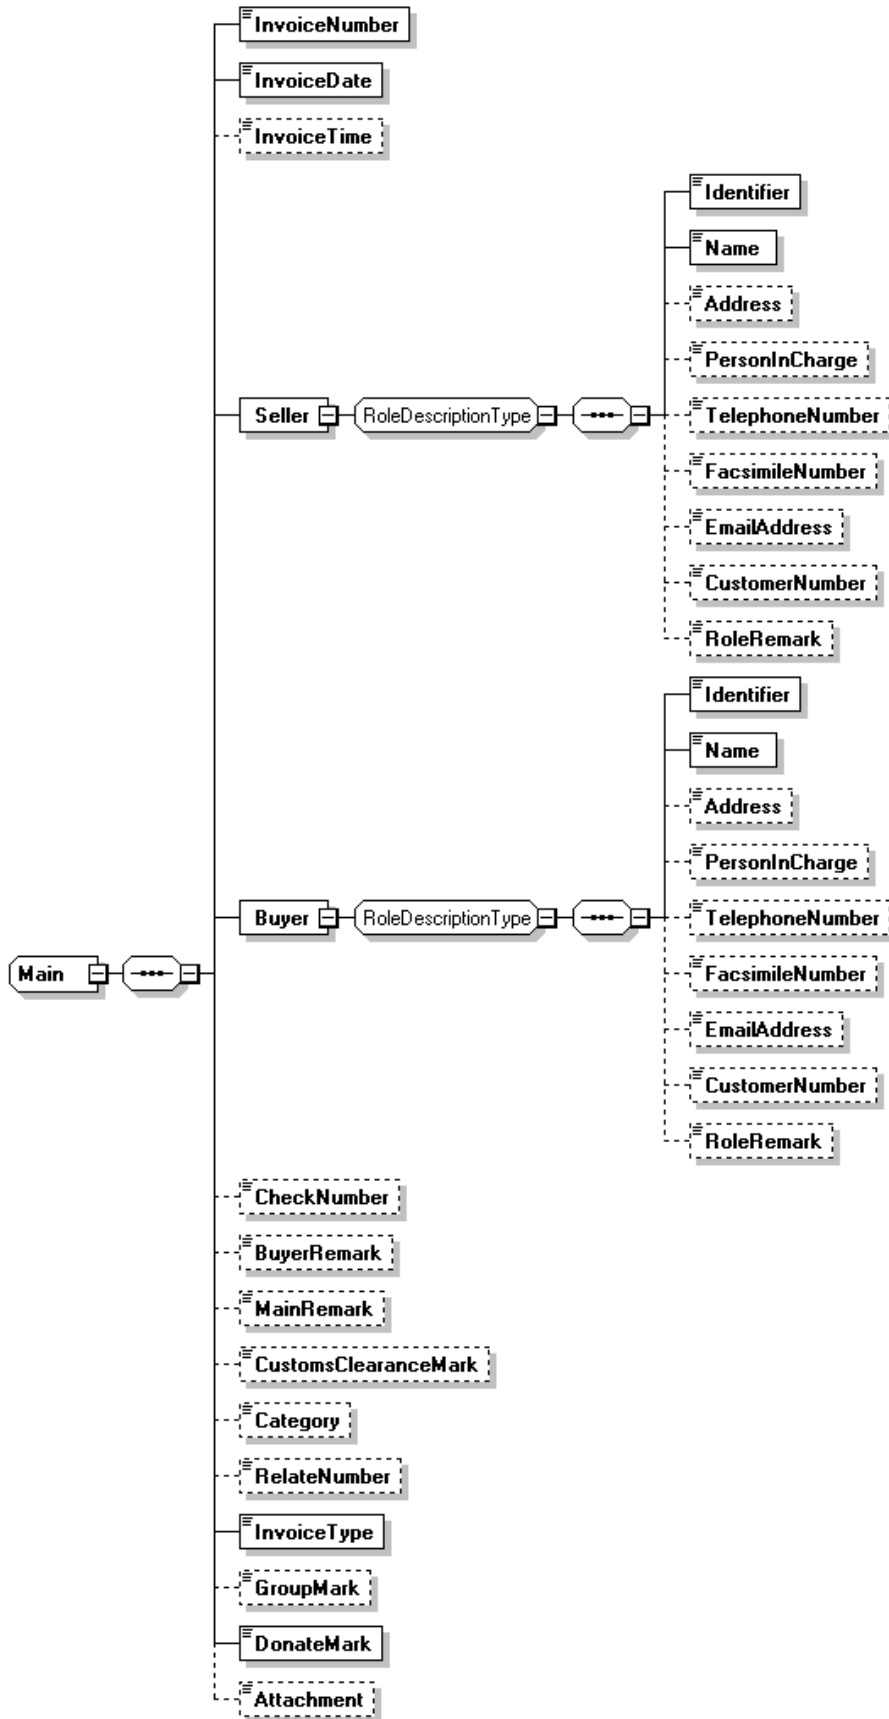 InvoiceNumber
InvoiceDate
InvoiceTime
Seller
RoleDescriptionType
Identifier
Name
Address
PersonInCharge
TelephoneNumber
FacsimileNumber
EmailAddress
CustomerNumber
RoleRemark
Main
Buyer
RoleDescriptionType
Identifier
Name
Address
PersonInCharge
TelephoneNumber
FacsimileNumber
EmailAddress
CustomerNumber
RoleRemark
CheckNumber
BuyerRemark
MainRemark
CustomsClearanceMark
Category
RelateNumber
InvoiceType
GroupMark
DonateMark
Attachment